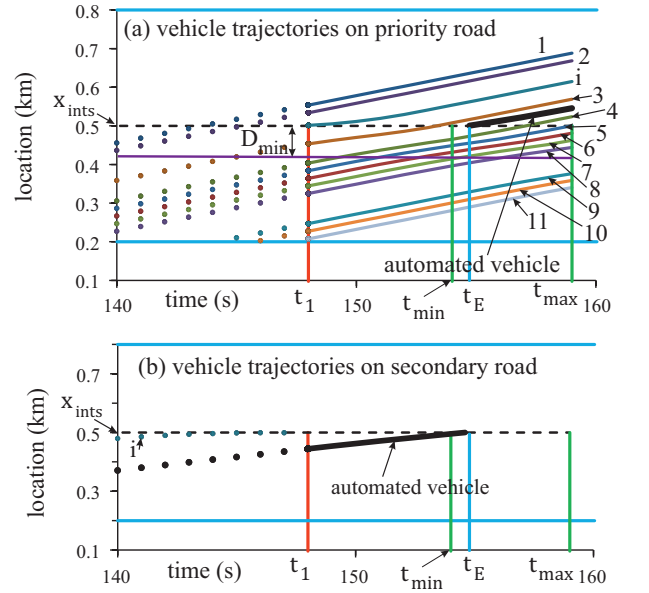 (a) vehicle trajectories on priority road
location (km)
0.8
0.7
0.6
0.5
0.4
0.3
0.2
0.1
x_ints
D_min
1
2
i
3
4
5
6
7
8
9
10
11
automated vehicle
140
time (s)
t_1
150
t_min
t_E
t_max
160
(b) vehicle trajectories on secondary road
location (km)
0.7
0.5
0.3
0.1
x_ints
i
automated vehicle
140
time (s)
t_1
150
t_min
t_E
t_max
160